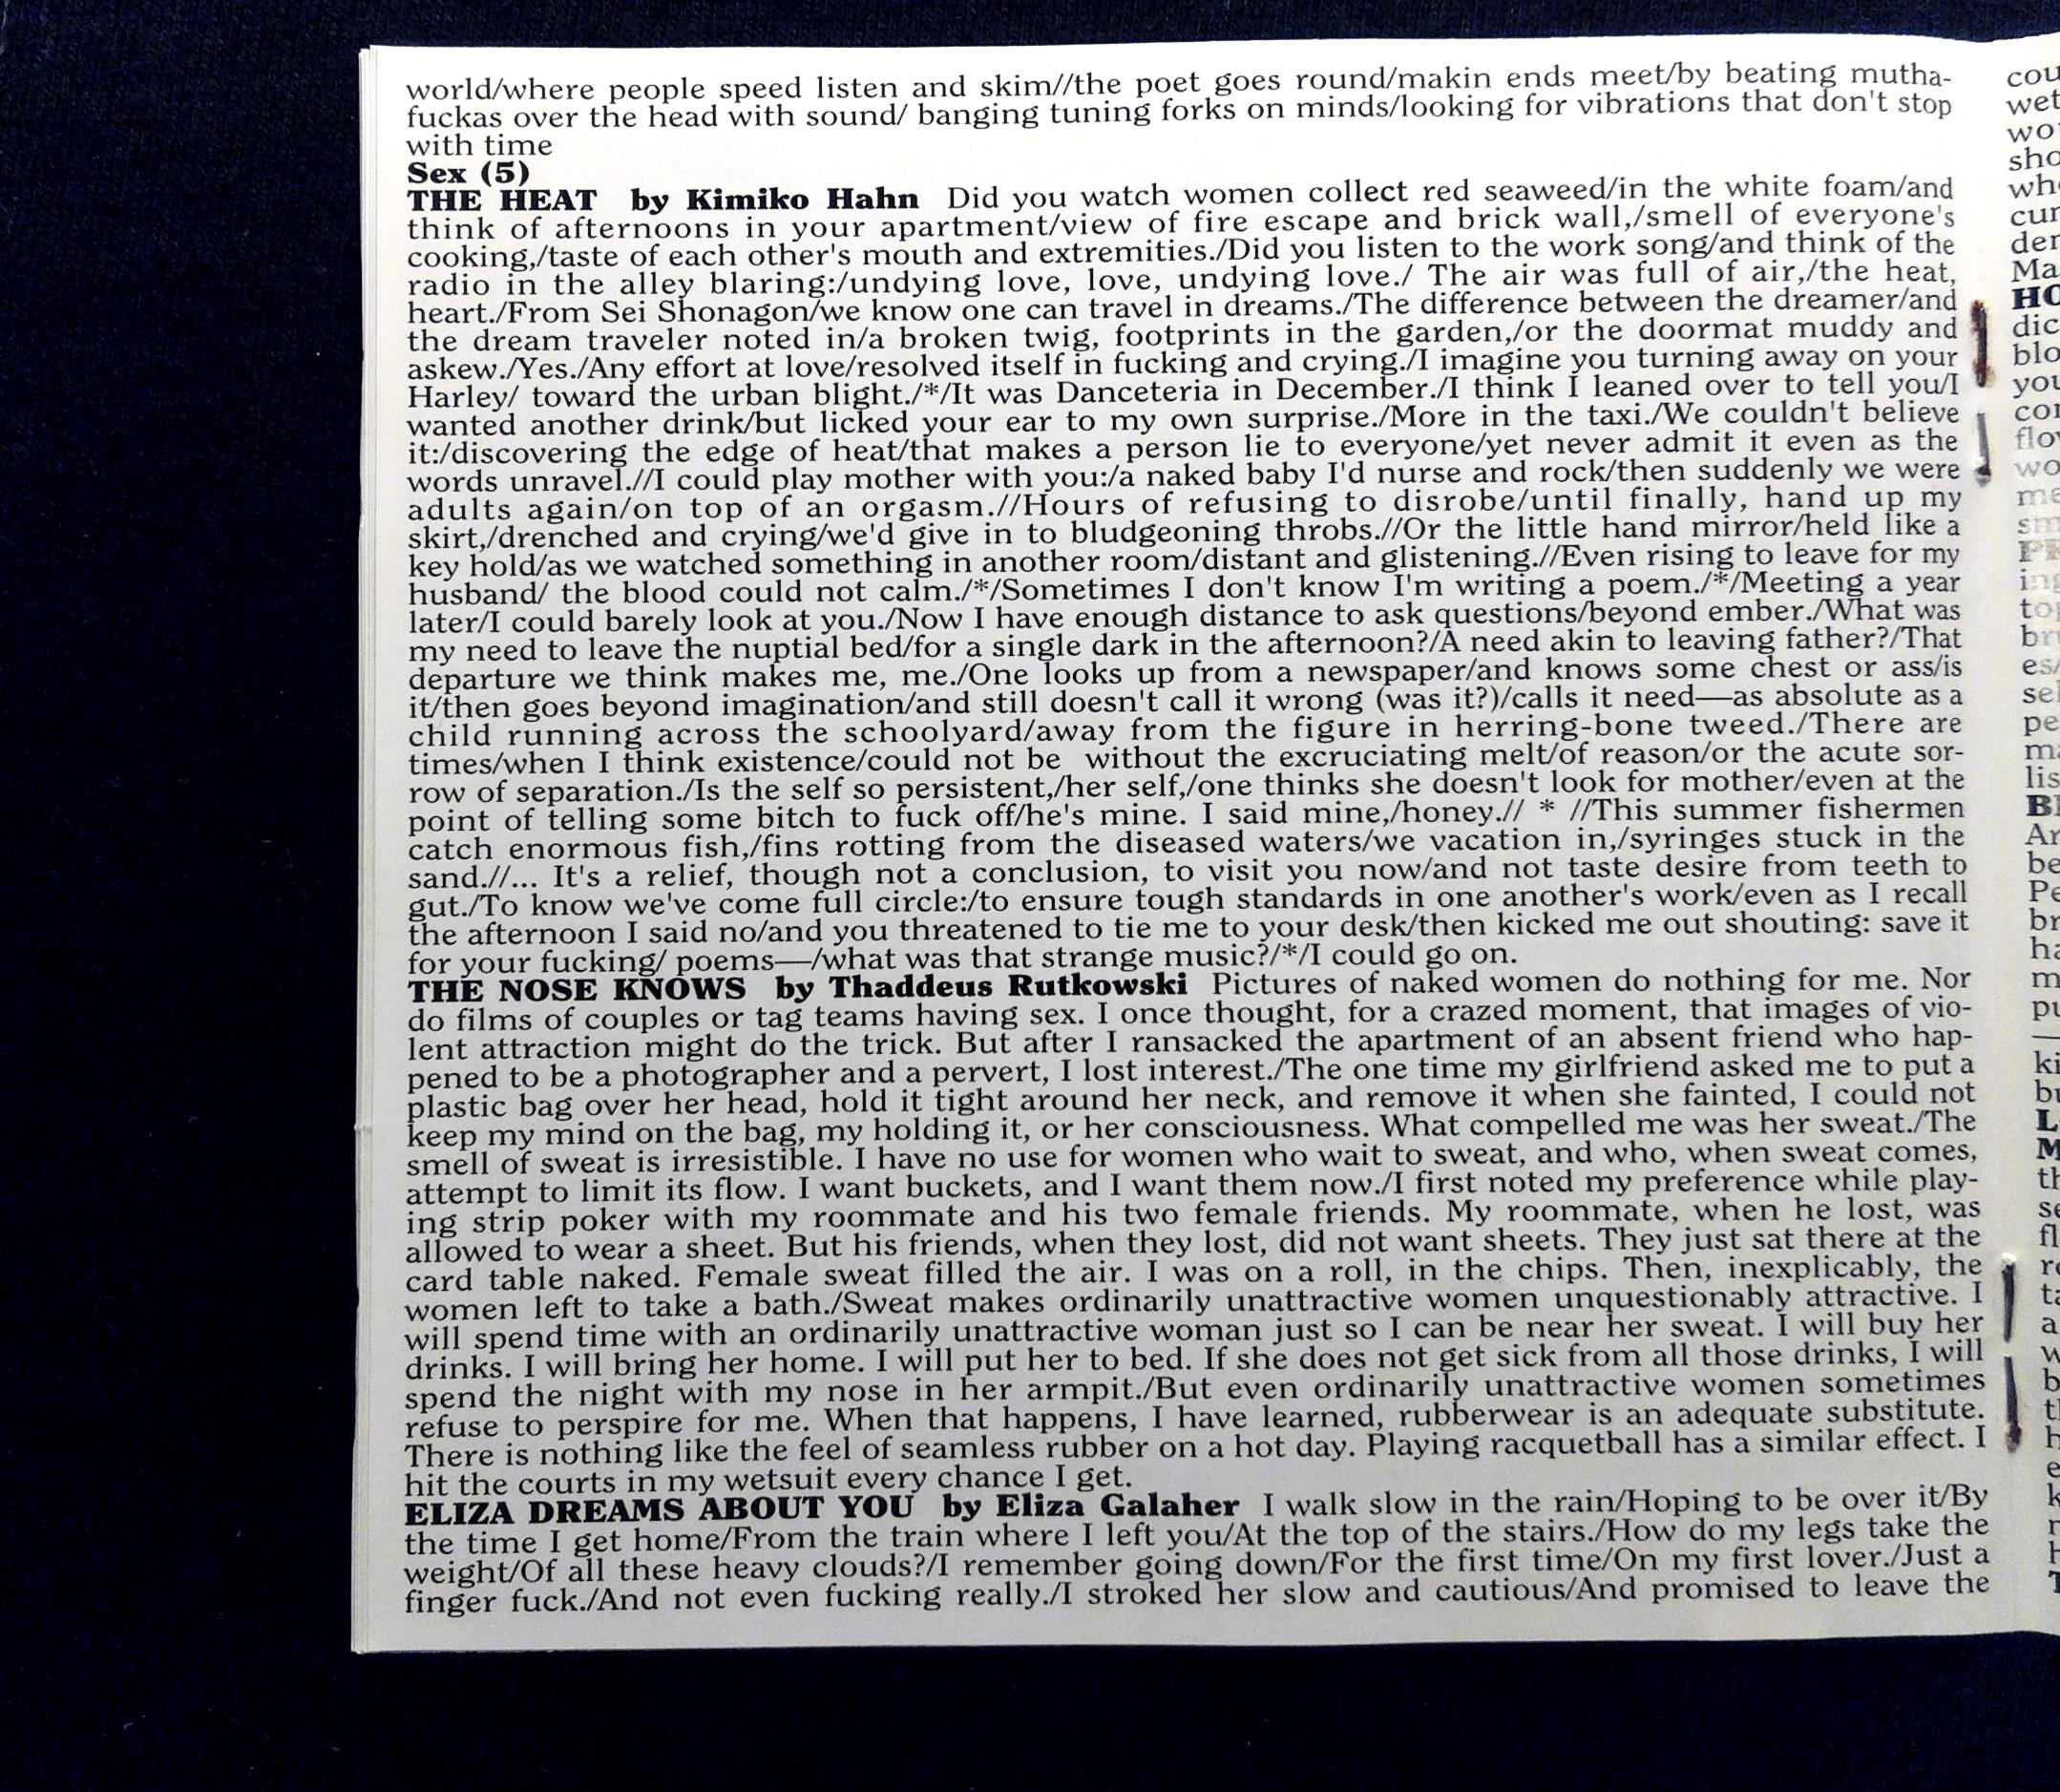 world/where people speed listen and skim//the poet goes round/makin ends meet/by beating mutha-
fuckas over the head with sound/ banging tuning forks on minds/looking for vibrations that don't stop
with time
Sex (5)
THE HEAT by Kimiko Hahn Did you watch women collect red seaweed/in the white foam/and
think of afternoons in your apartment/view of fire escape and brick wall,/smell of everyone's
cooking,/taste of each other's mouth and extremities./Did you listen to the work song/and think of the
radio in the alley blaring:/undying love, love, undying love./ The air was full of air,/the heat,
heart./From Sei Shonagon/we know one can travel in dreams./The difference between the dreamer/and
the dream traveler noted in/a broken twig, footprints in the garden,/or the doormat muddy and
askew./Yes./Any effort at love/resolved itself in fucking and crying./I imagine you turning away on your
Harley/ toward the urban blight./*/It was Danceteria in December./I think I leaned over to tell you/I
wanted another drink/but licked your ear to my own surprise./More in the taxi./We couldn't believe
it:/discovering the edge of heat/that makes a person lie to everyone/yet never admit it even as the
words unravel.//I could play mother with you:/a naked baby I'd nurse and rock/then suddenly we were
adults again/on top of an orgasm.//Hours of refusing to disrobe/until finally, hand up my
skirt,/drenched and crying/we'd give in to bludgeoning throbs.//Or the little hand mirror/held like a
key hold/as we watched something in another room/distant and glistening.//Even rising to leave for my
husband/ the blood could not calm./*/Sometimes I don't know I'm writing a poem./*/Meeting a year
later/I could barely look at you./Now I have enough distance to ask questions/beyond ember./What was
my need to leave the nuptial bed/for a single dark in the afternoon?/A need akin to leaving father?/That
departure we think makes me, me./One looks up from a newspaper/and knows some chest or ass/is
it/then goes beyond imagination/and still doesn't call it wrong (was it?)/calls it need—as absolute as a
child running across the schoolyard/away from the figure in herring-bone tweed./There are
times/when I think existence/could not be without the excruciating melt/of reason/or the acute sor-
row of separation./Is the self so persistent,/her self,/one thinks she doesn't look for mother/even at the
point of telling some bitch to fuck off/he's mine. I said mine,/honey.// * //This summer fishermen
catch enormous fish,/fins rotting from the diseased waters/we vacation in,/syringes stuck in the
sand.//... It's a relief, though not a conclusion, to visit you now/and not taste desire from teeth to
gut./To know we've come full circle:/to ensure tough standards in one another's work/even as I recall
the afternoon I said no/and you threatened to tie me to your desk/then kicked me out shouting: save it
for your fucking/ poems—/what was that strange music?/*/I could go on.
THE NOSE KNOWS by Thaddeus Rutkowski Pictures of naked women do nothing for me. Nor
do films of couples or tag teams having sex. I once thought, for a crazed moment, that images of vio-
lent attraction might do the trick. But after I ransacked the apartment of an absent friend who hap-
pened to be a photographer and a pervert, I lost interest./The one time my girlfriend asked me to put a
plastic bag over her head, hold it tight around her neck, and remove it when she fainted, I could not
keep my mind on the bag, my holding it, or her consciousness. What compelled me was her sweat./The
smell of sweat is irresistible. I have no use for women who wait to sweat, and who, when sweat comes,
attempt to limit its flow. I want buckets, and I want them now./I first noted my preference while play-
ing strip poker with my roommate and his two female friends. My roommate, when he lost, was
allowed to wear a sheet. But his friends, when they lost, did not want sheets. They just sat there at the
card table naked. Female sweat filled the air. I was on a roll, in the chips. Then, inexplicably, the
women left to take a bath./Sweat makes ordinarily unattractive women unquestionably attractive. I
will spend time with an ordinarily unattractive woman just so I can be near her sweat. I will buy her
drinks. I will bring her home. I will put her to bed. If she does not get sick from all those drinks, I will
spend the night with my nose in her armpit./But even ordinarily unattractive women sometimes
refuse to perspire for me. When that happens, I have learned, rubberwear is an adequate substitute.
There is nothing like the feel of seamless rubber on a hot day. Playing racquetball has a similar effect. I
hit the courts in my wetsuit every chance I get.
ELIZA DREAMS ABOUT YOU by Eliza Galaher I walk slow in the rain/Hoping to be over it/By
the time I get home/From the train where I left you/At the top of the stairs./How do my legs take the
weight/Of all these heavy clouds?/I remember going down/For the first time/On my first lover./Just a
finger fuck./And not even fucking really./I stroked her slow and cautious/And promised to leave the